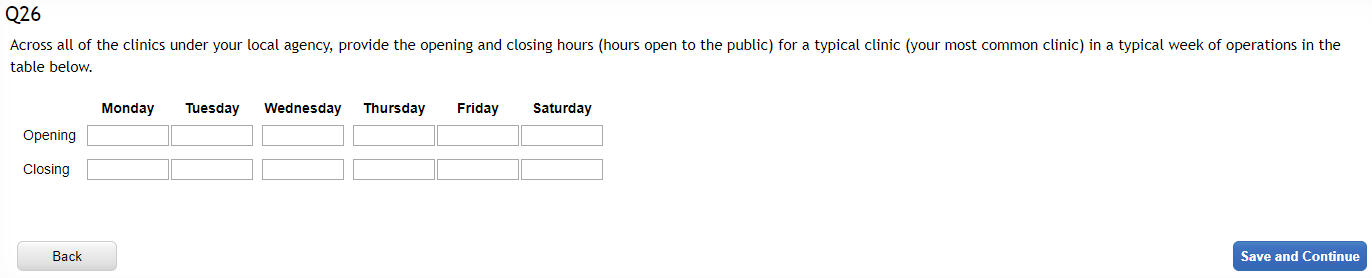 Q26
Across all of the clinics under your local agency, provide the opening and closing hours (hours open to the public) for a typical clinic (your most common clinic) in a typical week of operations in the
table below.
Monday Tuesday Wednesday Thursday Friday Saturday
Opening
Closing
Back Save and Continue